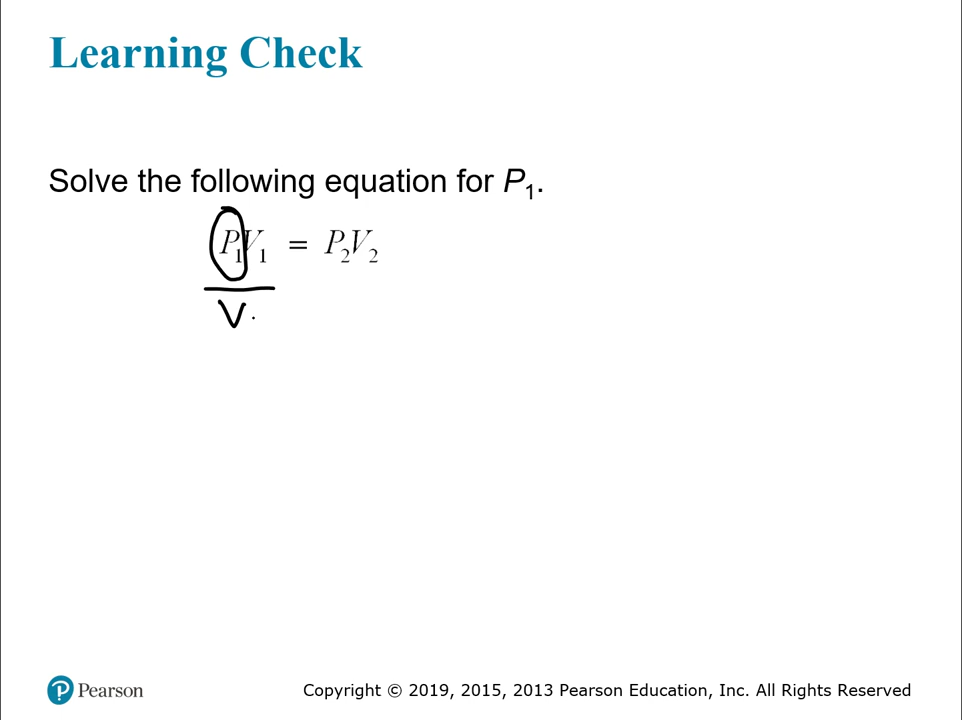 Learning Check
Solve the following equation for P₁.
P₁V₁ = P₂V₂
V
Pearson
Copyright © 2019, 2015, 2013 Pearson Education, Inc. All Rights Reserved